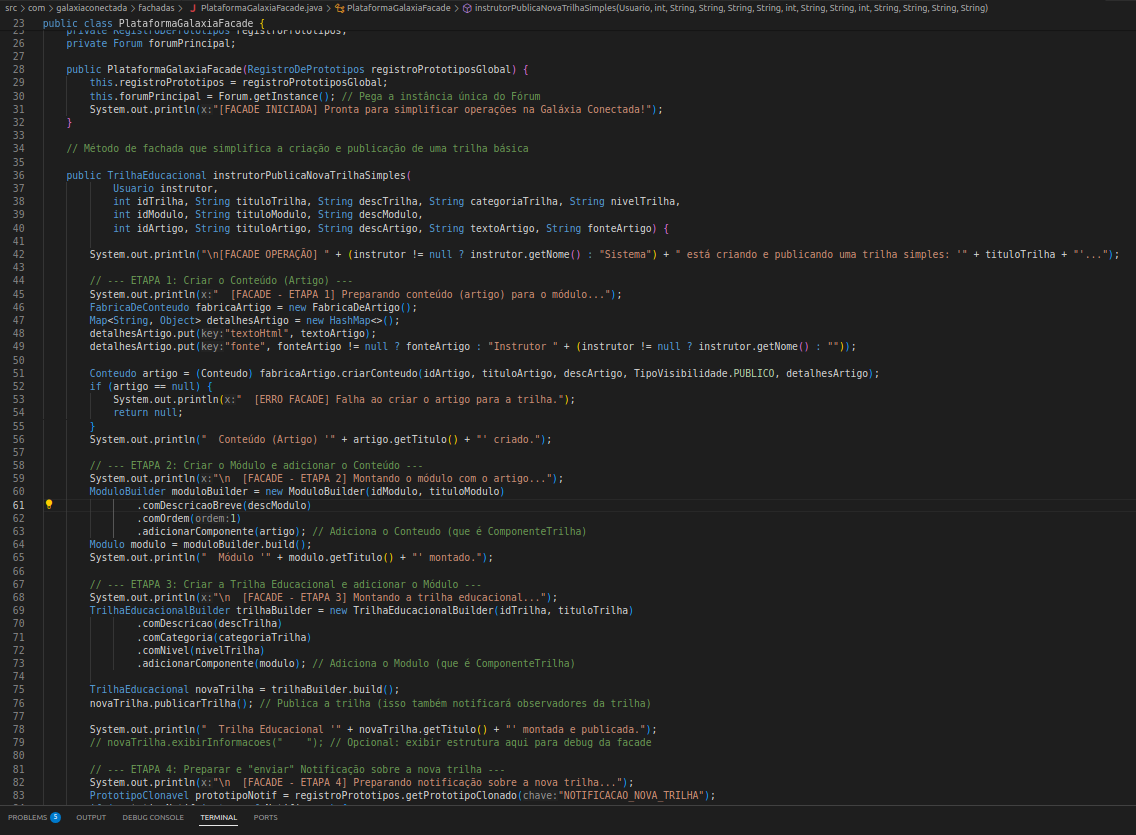 src > com > galaxiaconectada > fachadas > J PlataformaGalaxiaFacade.java > PlataformaGalaxiaFacade > instrutorPublicaNovaTrilhaSimples(Usuario, int, String, String, String, String, int, String, String, int, String, String, String, String)
23 public class PlataformaGalaxiaFacade {
25 private RegistroDePrototipos registroPrototipos;
26 private Forum forumPrincipal;
27
28 public PlataformaGalaxiaFacade(RegistroDePrototipos registroPrototiposGlobal) {
29 this.registroPrototipos = registroPrototiposGlobal;
30 this.forumPrincipal = Forum.getInstance(); // Pega a instância única do Fórum
31 System.out.println(x:"[FACADE INICIADA] Pronta para simplificar operações na Galáxia Conectada!");
32 }
33
34 // Método de fachada que simplifica a criação e publicação de uma trilha básica
35
36 public TrilhaEducacional instrutorPublicaNovaTrilhaSimples(
37 Usuario instrutor,
38 int idTrilha, String tituloTrilha, String descTrilha, String categoriaTrilha, String nivelTrilha,
39 int idModulo, String tituloModulo, String descModulo,
40 int idArtigo, String tituloArtigo, String descArtigo, String textoArtigo, String fonteArtigo) {
41
42 System.out.println("\n[FACADE OPERAÇÃO] " + (instrutor != null ? instrutor.getNome() : "Sistema") + " está criando e publicando uma trilha simples: '" + tituloTrilha + "'...");
43
44 // --- ETAPA 1: Criar o Conteúdo (Artigo) ---
45 System.out.println(x:"  [FACADE - ETAPA 1] Preparando conteúdo (artigo) para o módulo...");
46 FabricaDeConteudo fabricaArtigo = new FabricaDeArtigo();
47 Map<String, Object> detalhesArtigo = new HashMap<>();
48 detalhesArtigo.put(key:"textoHtml", textoArtigo);
49 detalhesArtigo.put(key:"fonte", fonteArtigo != null ? fonteArtigo : "Instrutor " + (instrutor != null ? instrutor.getNome() : ""));
50
51 Conteudo artigo = (Conteudo) fabricaArtigo.criarConteudo(idArtigo, tituloArtigo, descArtigo, TipoVisibilidade.PUBLICO, detalhesArtigo);
52 if (artigo == null) {
53 System.out.println(x:"  [ERRO FACADE] Falha ao criar o artigo para a trilha.");
54 return null;
55 }
56 System.out.println("  Conteúdo (Artigo) '" + artigo.getTitulo() + "' criado.");
57
58 // --- ETAPA 2: Criar o Módulo e adicionar o Conteúdo ---
59 System.out.println(x:"\n  [FACADE - ETAPA 2] Montando o módulo com o artigo...");
60 ModuloBuilder moduloBuilder = new ModuloBuilder(idModulo, tituloModulo)
61 .comDescricaoBreve(descModulo)
62 .comOrdem(ordem:1)
63 .adicionarComponente(artigo); // Adiciona o Conteudo (que é ComponenteTrilha)
64 Modulo modulo = moduloBuilder.build();
65 System.out.println("  Módulo '" + modulo.getTitulo() + "' montado.");
66
67 // --- ETAPA 3: Criar a Trilha Educacional e adicionar o Módulo ---
68 System.out.println(x:"\n  [FACADE - ETAPA 3] Montando a trilha educacional...");
69 TrilhaEducacionalBuilder trilhaBuilder = new TrilhaEducacionalBuilder(idTrilha, tituloTrilha)
70 .comDescricao(descTrilha)
71 .comCategoria(categoriaTrilha)
72 .comNivel(nivelTrilha)
73 .adicionarComponente(modulo); // Adiciona o Modulo (que é ComponenteTrilha)
74
75 TrilhaEducacional novaTrilha = trilhaBuilder.build();
76 novaTrilha.publicarTrilha(); // Publica a trilha (isso também notificará observadores da trilha)
77
78 System.out.println("  Trilha Educacional '" + novaTrilha.getTitulo() + "' montada e publicada.");
79 // novaTrilha.exibirInformacoes("    "); // Opcional: exibir estrutura aqui para debug da facade
80
81 // --- ETAPA 4: Preparar e "enviar" Notificação sobre a nova trilha ---
82 System.out.println(x:"\n  [FACADE - ETAPA 4] Preparando notificação sobre a nova trilha...");
83 PrototipoClonavel prototipoNotif = registroPrototipos.getPrototipoClonado(chave:"NOTIFICACAO_NOVA_TRILHA");
PROBLEMS 5 OUTPUT DEBUG CONSOLE TERMINAL PORTS